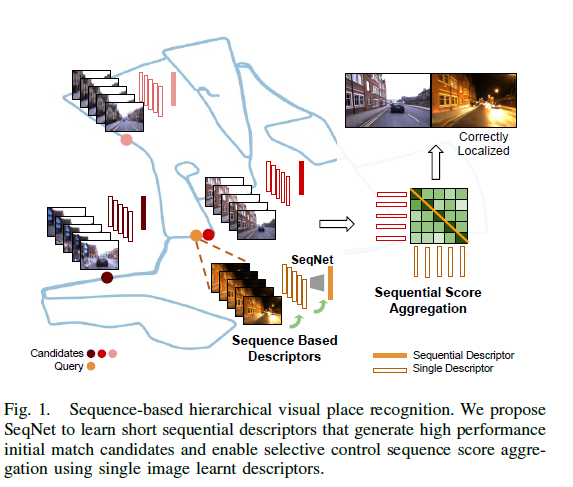 Correctly
Localized
SeqNet
Sequence Based
Descriptors
Sequential Score
Aggregation
Candidates
Query
Sequential Descriptor
Single Descriptor
Fig. 1. Sequence-based hierarchical visual place recognition. We propose
SeqNet to learn short sequential descriptors that generate high performance
initial match candidates and enable selective control sequence score aggre-
gation using single image learnt descriptors.